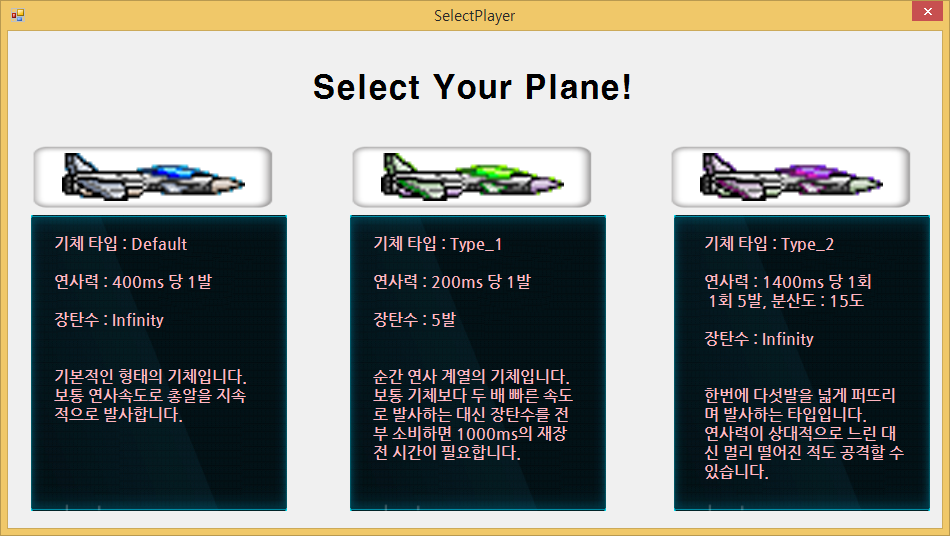 SelectPlayer
Select Your Plane!
기체 타입 : Default
연사력 : 400ms 당 1발
장탄수 : Infinity
기본적인 형태의 기체입니다.
보통 연사속도로 총알을 지속
적으로 발사합니다.
기체 타입 : Type_1
연사력 : 200ms 당 1발
장탄수 : 5발
순간 연사 계열의 기체입니다.
보통 기체보다 두 배 빠른 속도
로 발사하는 대신 장탄수를 전
부 소비하면 1000ms의 재장
전 시간이 필요합니다.
기체 타입 : Type_2
연사력 : 1400ms 당 1회
1회 5발, 분산도 : 15도
장탄수 : Infinity
한번에 다섯발을 넓게 퍼뜨리
며 발사하는 타입입니다.
연사력이 상대적으로 느린 대
신 멀리 떨어진 적도 공격할 수
있습니다.